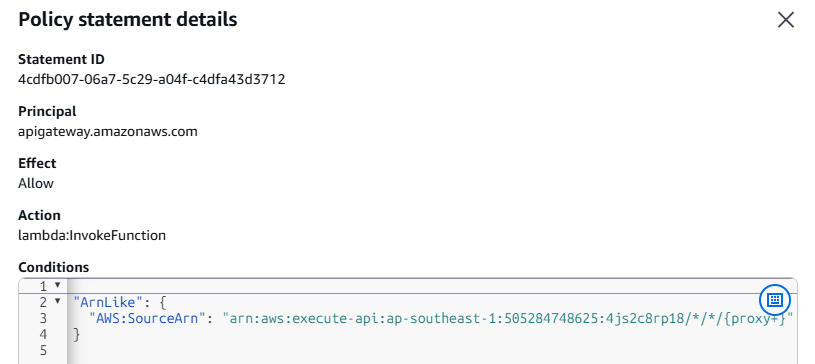 Policy statement details
Statement ID
4cdfb007-06a7-5c29-a04f-c4dfa43d3712
Principal
apigateway.amazonaws.com
Effect
Allow
Action
lambda:InvokeFunction
Conditions
1
2 "ArnLike": {
3 "AWS:SourceArn": "arn:aws:execute-api:ap-southeast-1:505284748625:4js2c8rp18/*/*/{proxy+}"
4 }
5